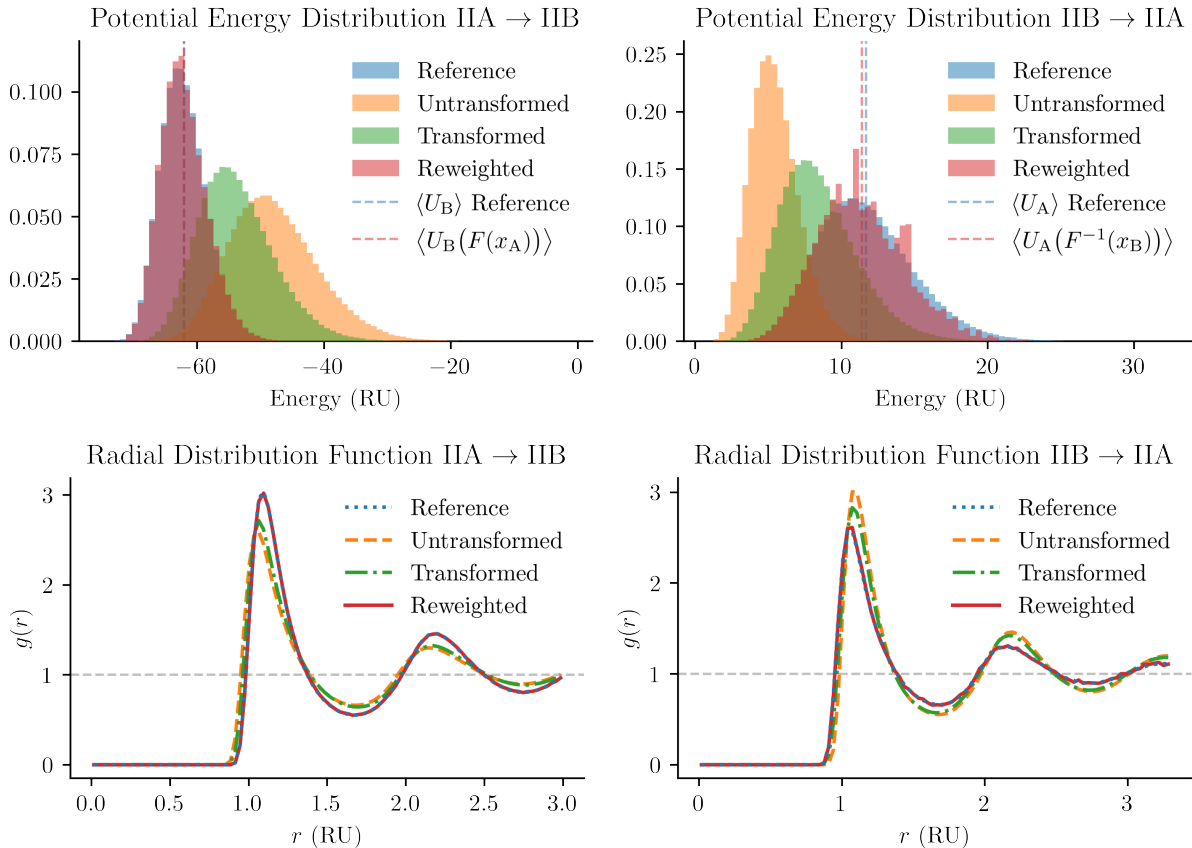 Potential Energy Distribution IIA → IIB
0.100
0.075
0.050
0.025
0.000
Reference
Untransformed
Transformed
Reweighted
⟨U_B⟩ Reference
⟨U_B(F(x_A))⟩
−60
−40
−20
0
Energy (RU)
Potential Energy Distribution IIB → IIA
0.25
0.20
0.15
0.10
0.05
0.00
Reference
Untransformed
Transformed
Reweighted
⟨U_A⟩ Reference
⟨U_A(F⁻¹(x_B))⟩
10
20
30
Energy (RU)
Radial Distribution Function IIA → IIB
g(r)
3
2
1
0
Reference
Untransformed
Transformed
Reweighted
0.0
0.5
1.0
1.5
2.0
2.5
3.0
r (RU)
Radial Distribution Function IIB → IIA
g(r)
3
2
1
0
Reference
Untransformed
Transformed
Reweighted
0
1
2
3
r (RU)